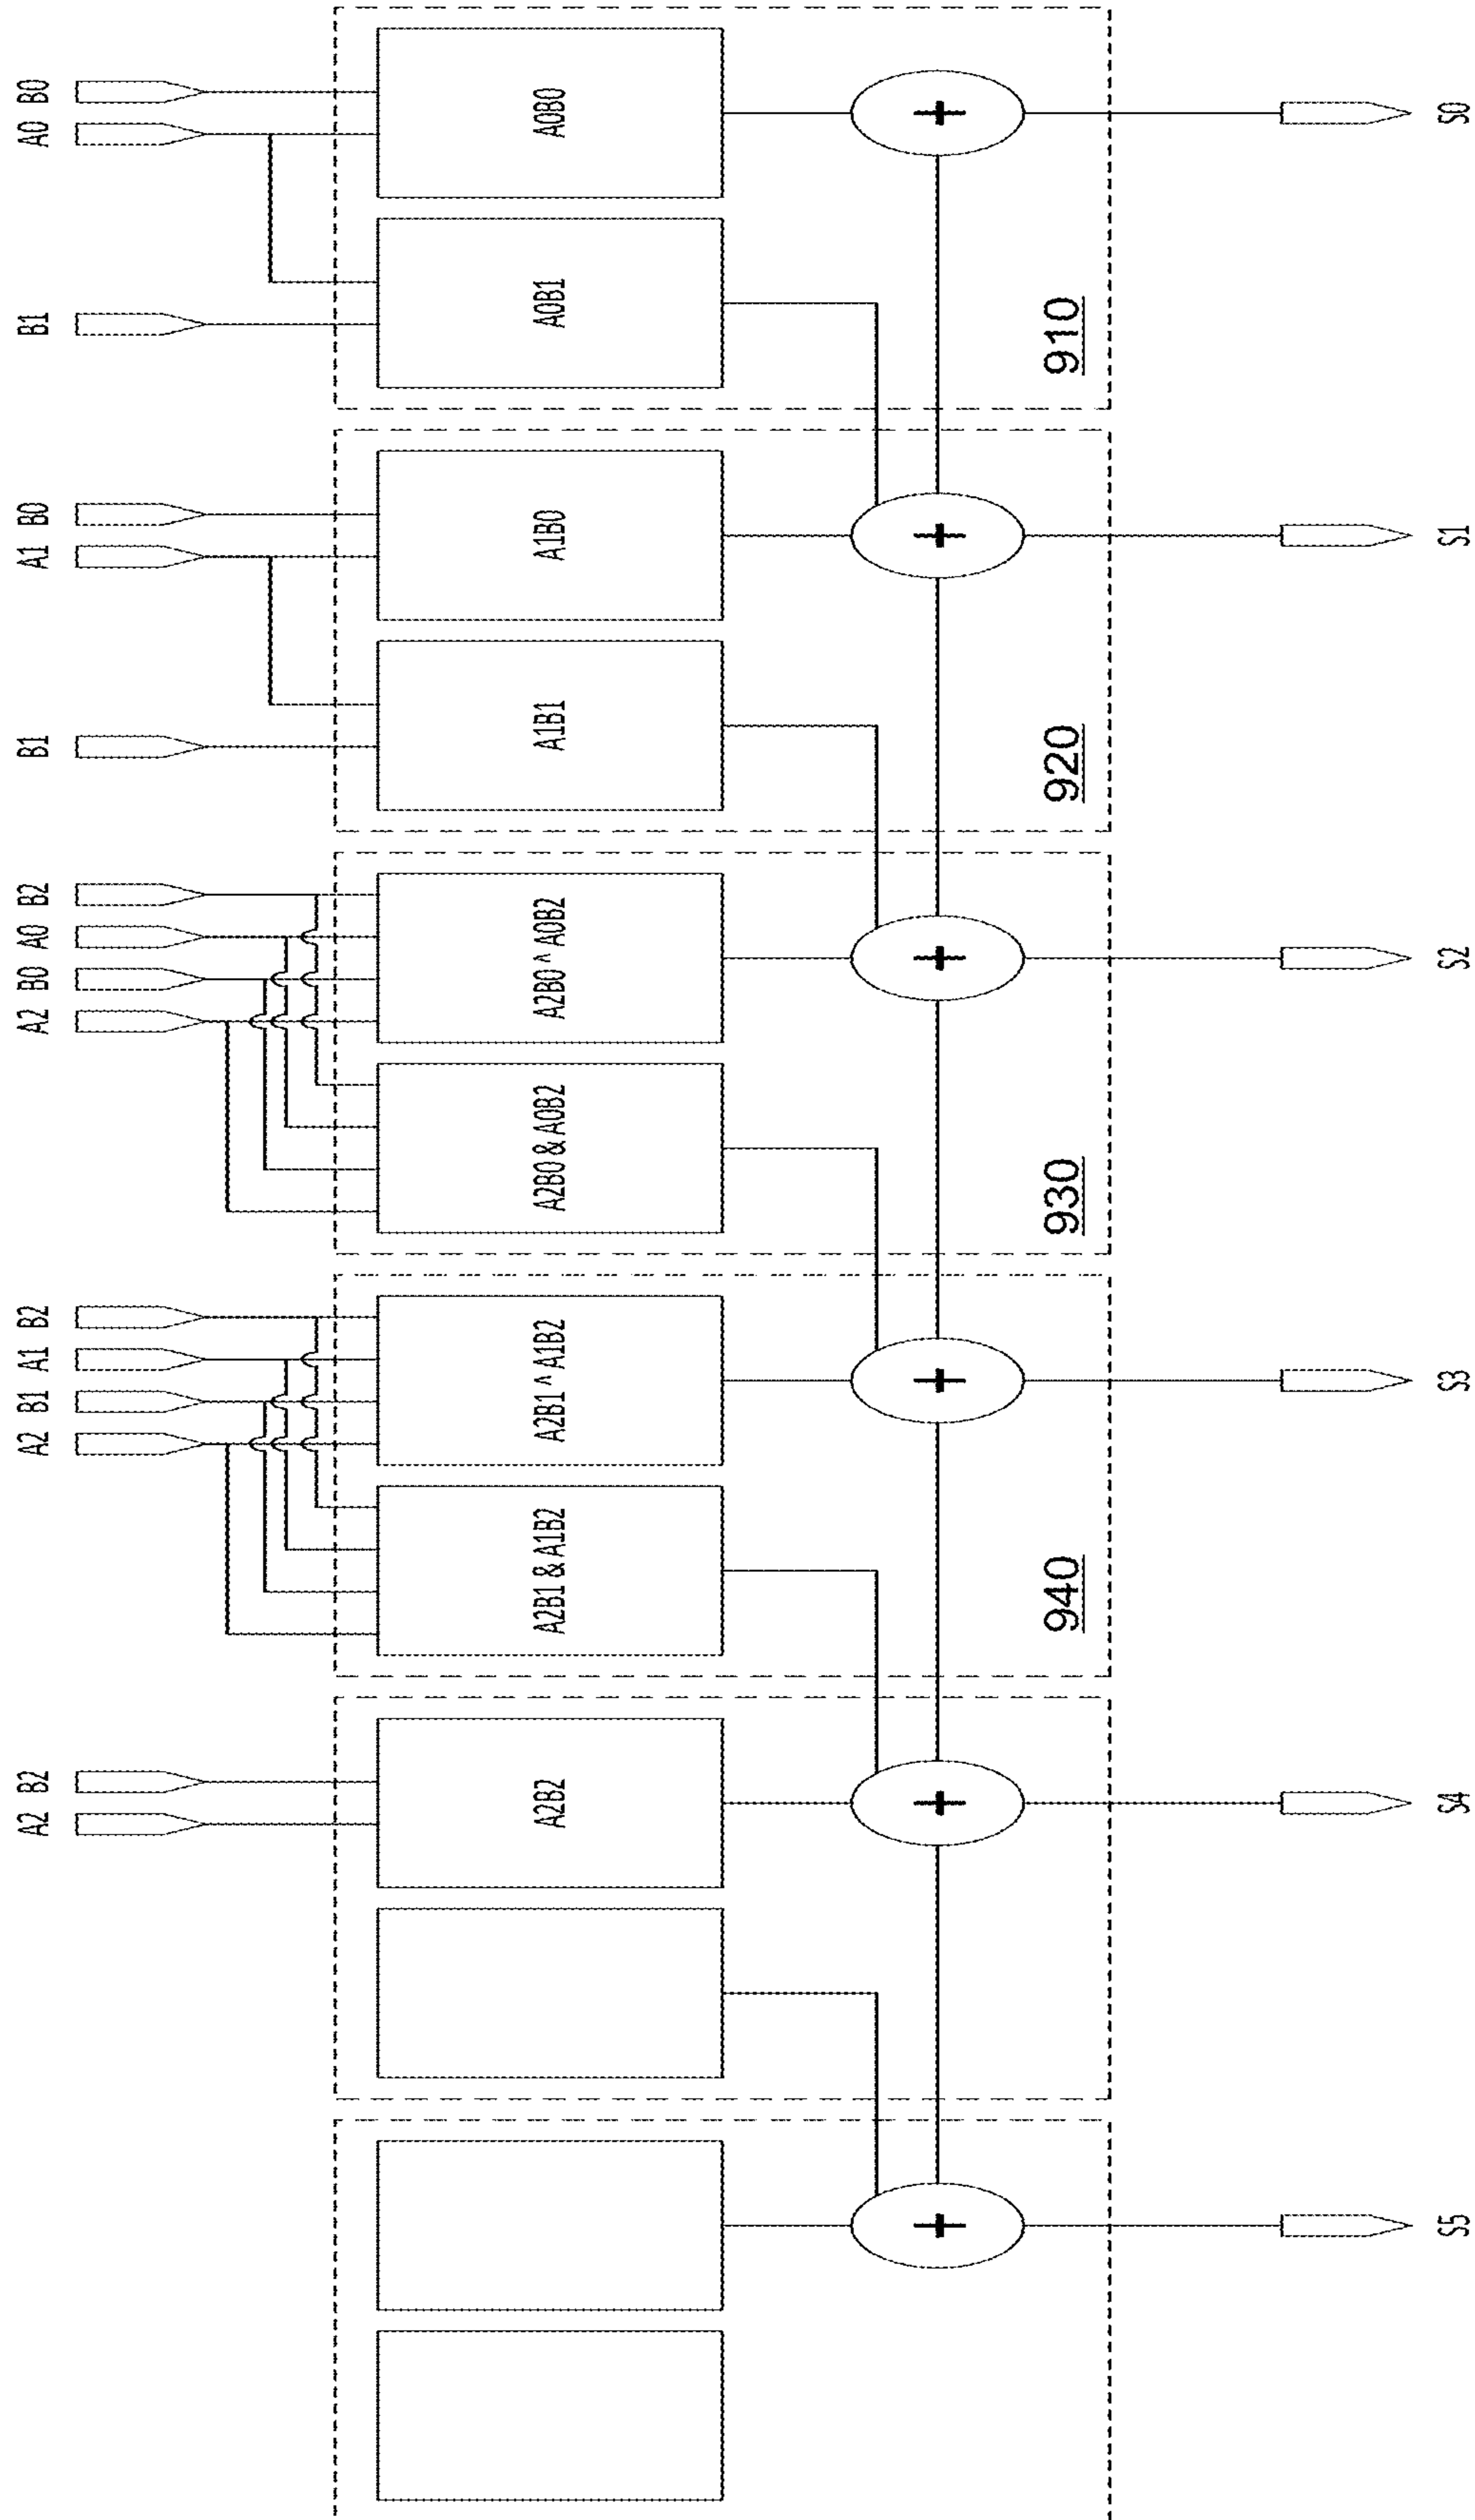 A2 B2 A2 B1 A1 B2 A2 B0 A0 B2 B1 A1 B0 B1 A0 B0
A2B2 A2B1 & A1B2 A2B1 ^ A1B2 A2B0 & A0B2 A2B0 ^ A0B2 A1B1 A1B0 A0B1 A0B0
+ + + + + +
940 930 920 910
S5 S4 S3 S2 S1 S0